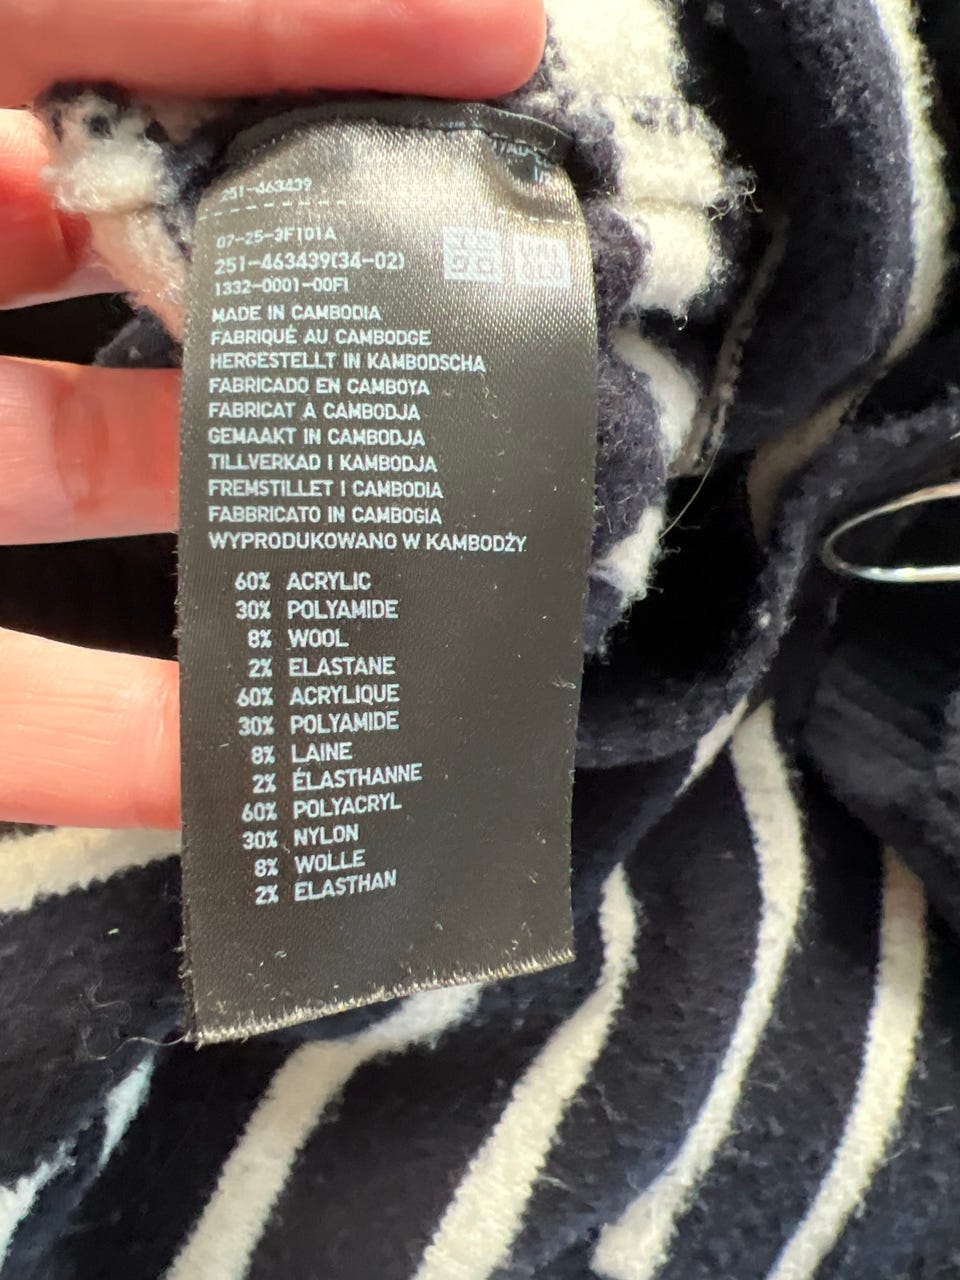 251-463439
07-25-3F101A
251-463439(34-02)
1332-0001-00F1
MADE IN CAMBODIA
FABRIQUÉ AU CAMBODGE
HERGESTELLT IN KAMBODSCHA
FABRICADO EN CAMBOYA
FABRICAT A CAMBODJA
GEMAAKT IN CAMBODJA
TILLVERKAD I KAMBODJA
FREMSTILLET I CAMBODIA
FABBRICATO IN CAMBOGIA
WYPRODUKOWANO W KAMBODŻY
60% ACRYLIC
30% POLYAMIDE
8% WOOL
2% ELASTANE
60% ACRYLIQUE
30% POLYAMIDE
8% LAINE
2% ÉLASTHANNE
60% POLYACRYL
30% NYLON
8% WOLLE
2% ELASTHAN